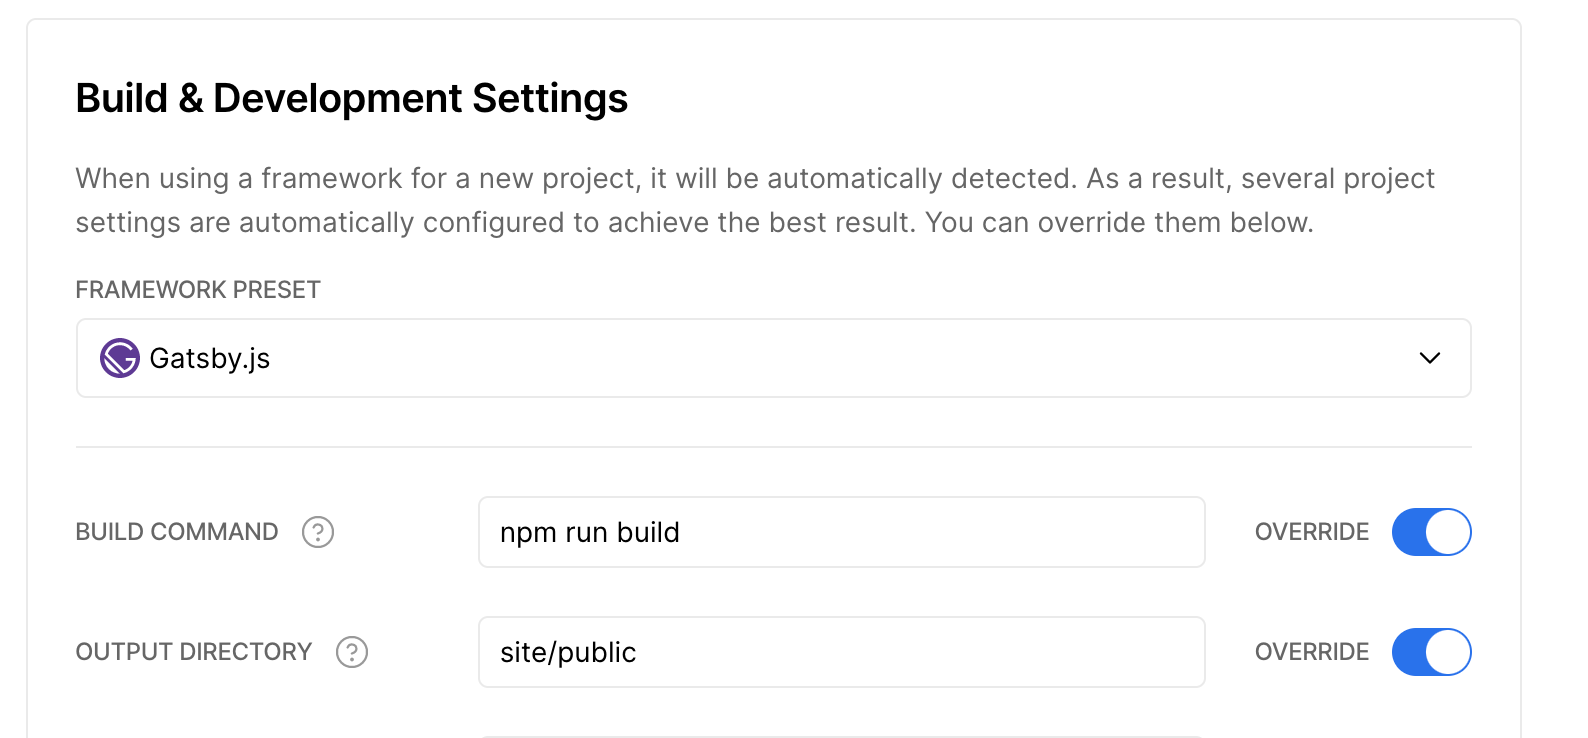 Build & Development Settings
When using a framework for a new project, it will be automatically detected. As a result, several project
settings are automatically configured to achieve the best result. You can override them below.
FRAMEWORK PRESET
Gatsby.js
BUILD COMMAND ? npm run build OVERRIDE
OUTPUT DIRECTORY ? site/public OVERRIDE